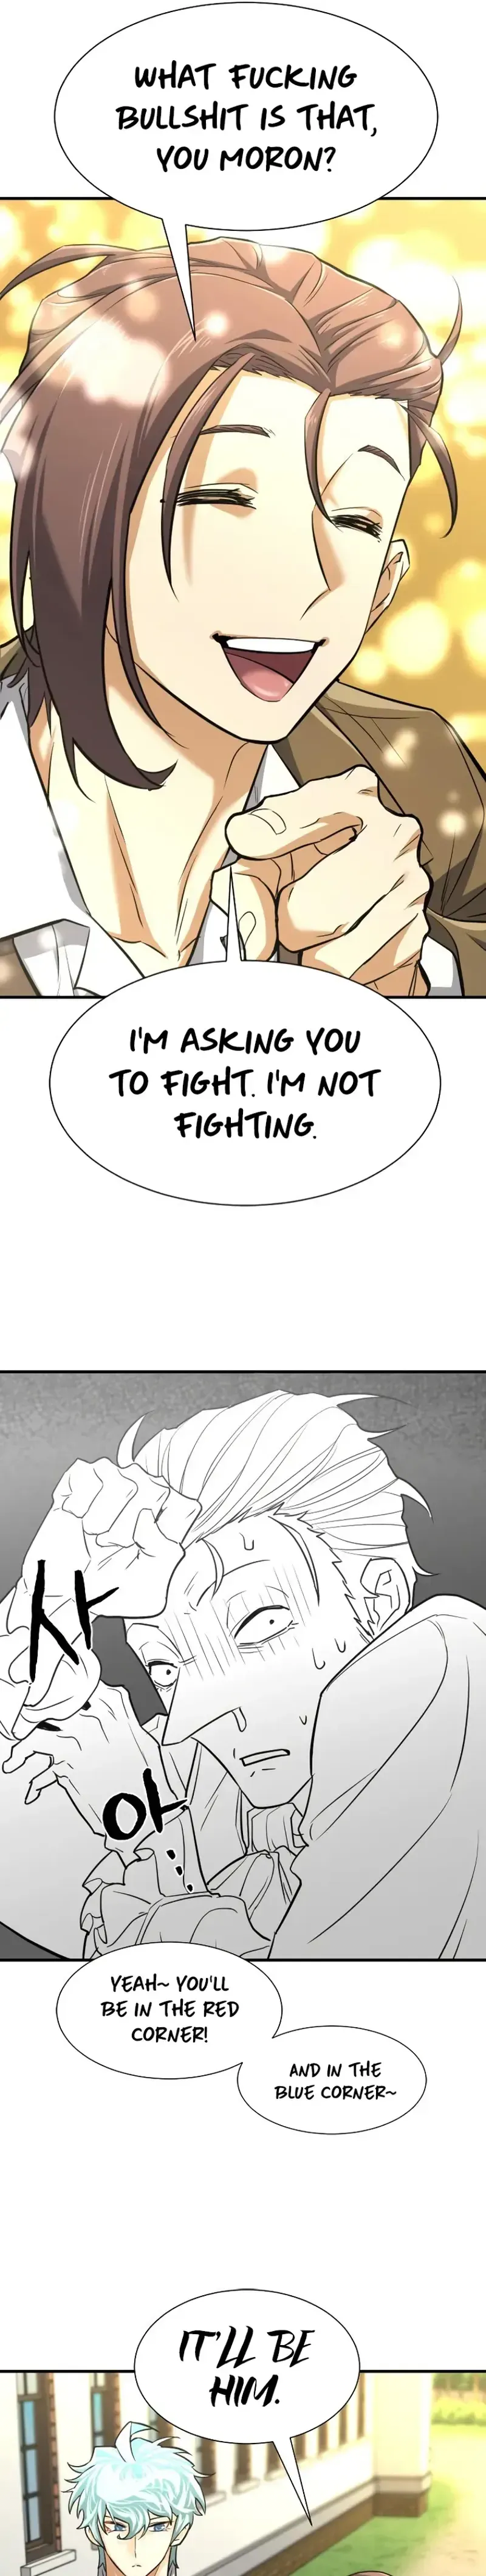 WHAT FUCKING
BULLSHIT IS THAT,
YOU MORON?
I'M ASKING YOU
TO FIGHT. I'M NOT
FIGHTING.
사
아...
YEAH~ YOU'LL
BE IN THE RED
CORNER!
AND IN THE
BLUE CORNER~
IT'LL BE
HIM.